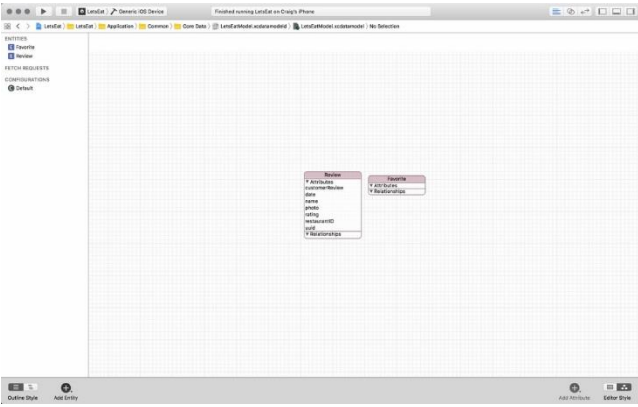 LetsEat Generic iOS Device Finished running LetsEat on Craig's iPhone
LetsEat LetsEat Application Common Core Data LetsEatModel.xcdatamodeld LetsEatModel.xcdatamodel No Selection
ENTITIES
E Favorite
E Review
FETCH REQUESTS
CONFIGURATIONS
C Default
Review
Attributes
customerReview
date
name
photo
rating
restaurantID
uuid
Relationships
Favorite
Attributes
Relationships
Outline Style Add Entity Add Attribute Editor Style